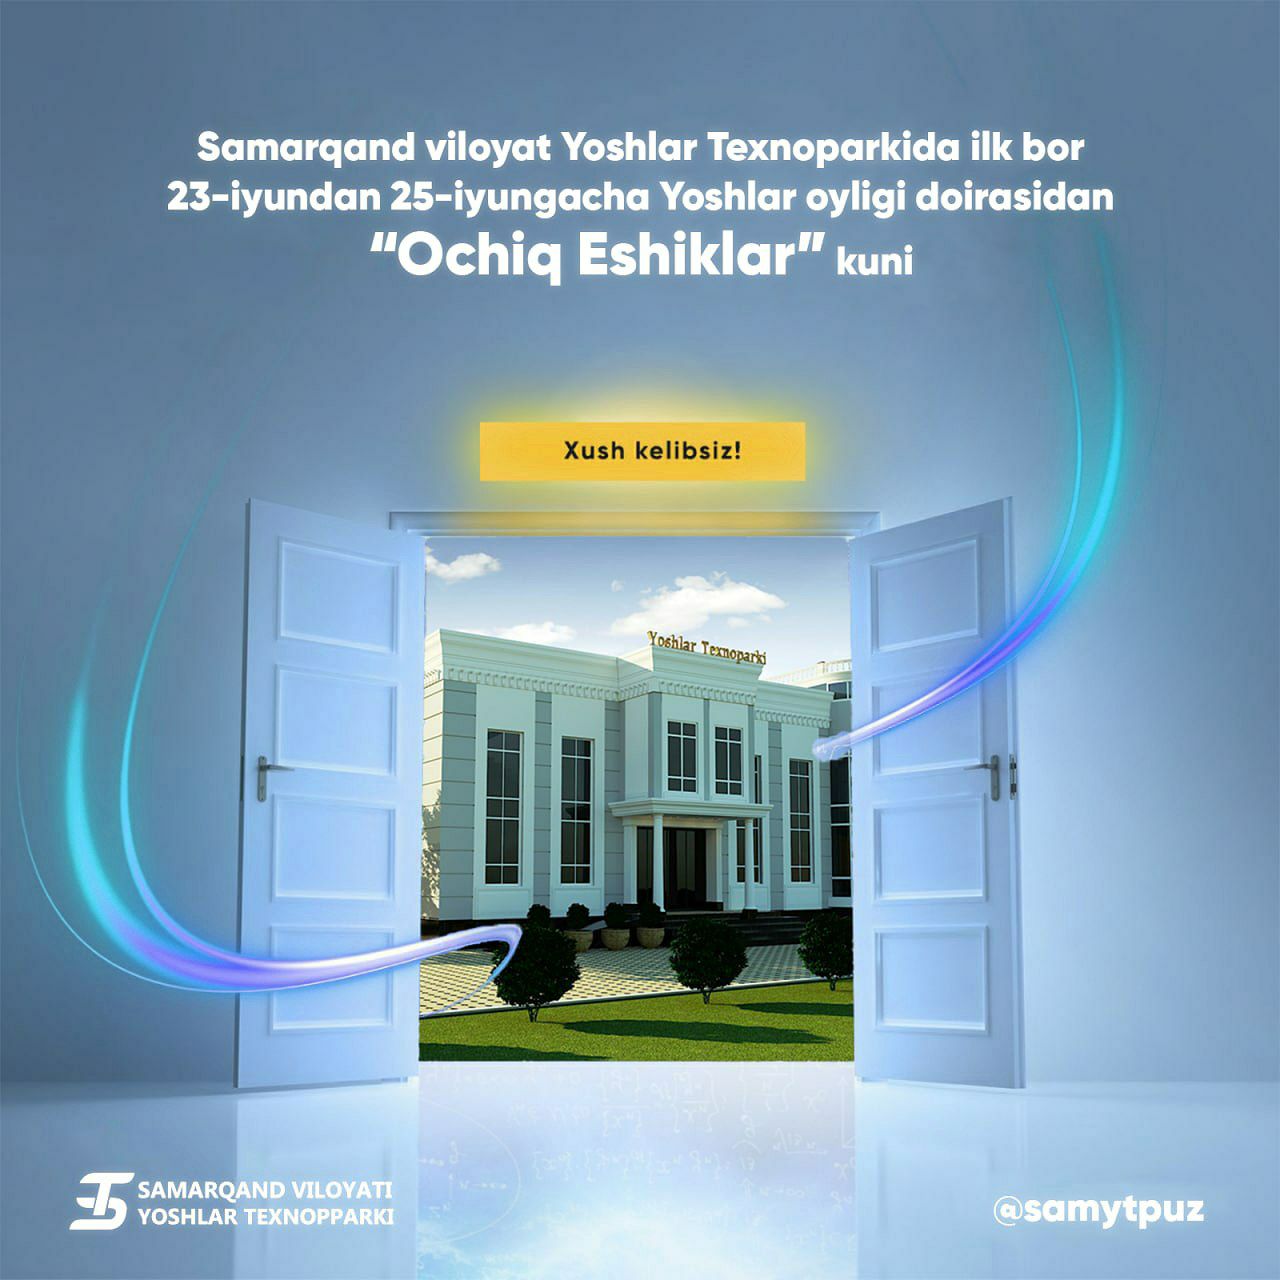 Samarqand viloyat Yoshlar Texnoparkida ilk bor
23-iyundan 25-iyungacha Yoshlar oyligi doirasidan
“Ochiq Eshiklar” kuni
Xush kelibsiz!
Yoshlar Texnoparki
SAMARQAND VILOYATI
YOSHLAR TEXNOPPARKI
@samytpuz